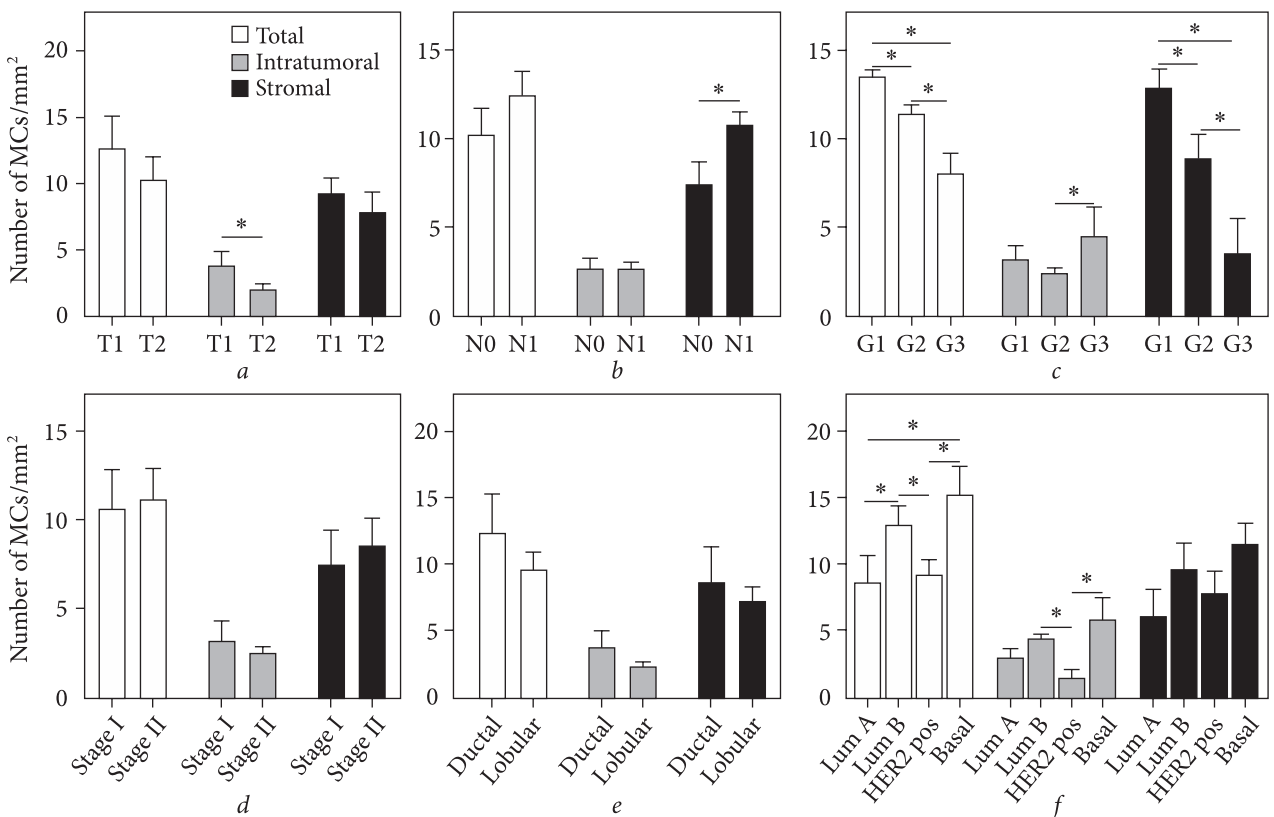 Number of MCs/mm²
20
15
10
5
0
Total
Intratumoral
Stromal
*
T1 T2 T1 T2 T1 T2
a
15
10
5
0
*
N0 N1 N0 N1 N0 N1
b
15
10
5
0
*
* *
* *
*
*
G1 G2 G3 G1 G2 G3 G1 G2 G3
c
Number of MCs/mm²
15
10
5
0
Stage I Stage II Stage I Stage II Stage I Stage II
d
20
15
10
5
0
Ductal Lobular Ductal Lobular Ductal Lobular
e
20
15
10
5
0
*
*
* *
*
*
Lum A Lum B HER2 pos Basal Lum A Lum B HER2 pos Basal Lum A Lum B HER2 pos Basal
f